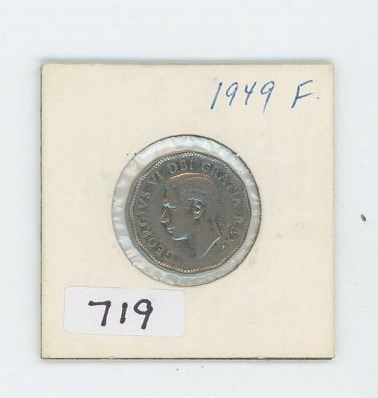 1949 F.
GEORGIVS VI DEI GRATIA REX
719